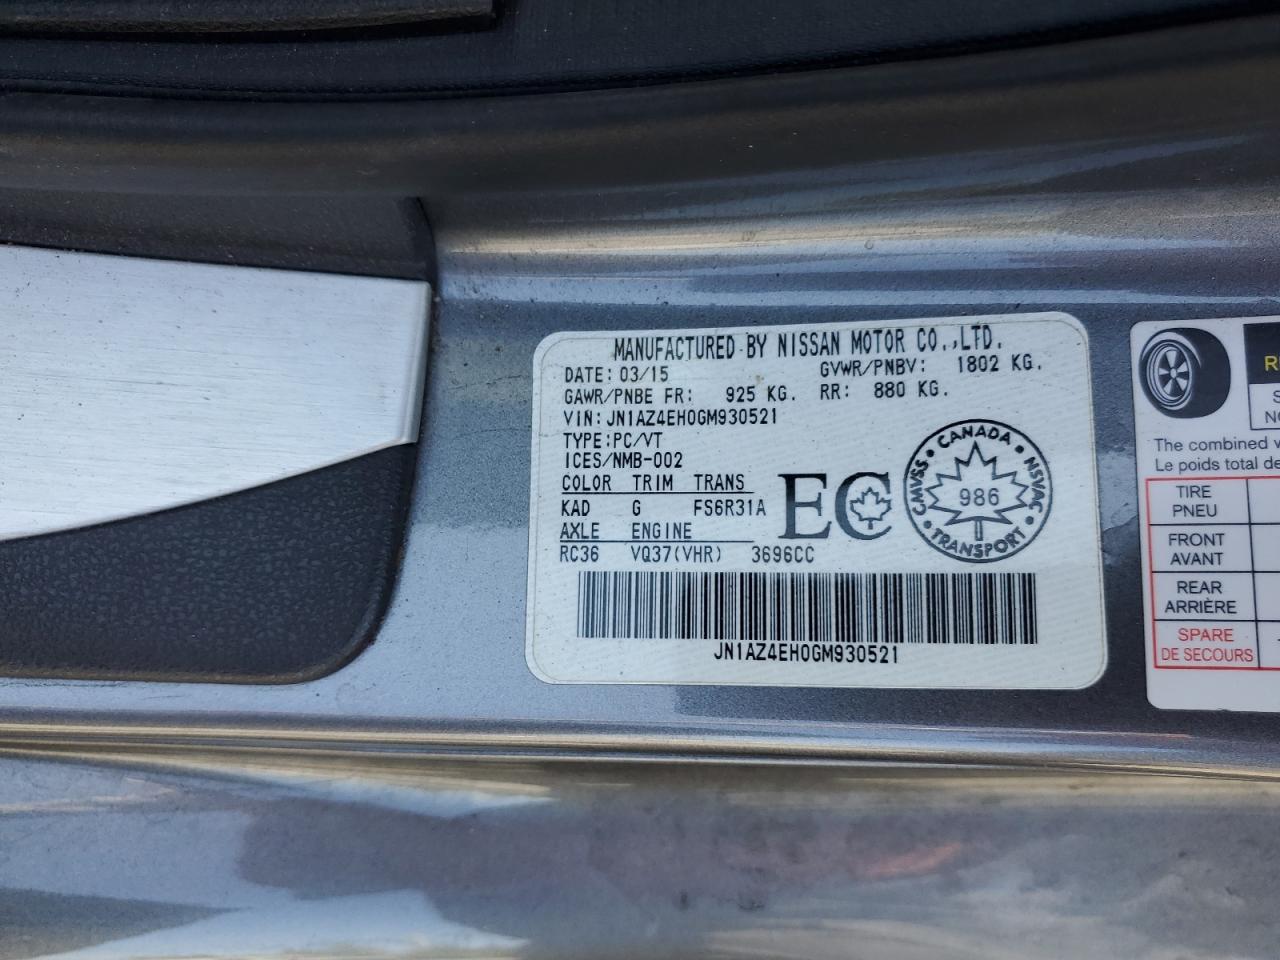 MANUFACTURED BY NISSAN MOTOR CO.,LTD.
DATE: 03/15 GVWR/PNBV: 1802 KG.
GAWR/PNBE FR: 925 KG. RR: 880 KG.
VIN:JN1AZ4EH0GM930521
TYPE:PC/VT
ICES/NMB-002
COLOR TRIM TRANS
KAD G FS6R31A
AXLE ENGINE
RC36 VQ37(VHR) 3696CC
EC
CANADA
CMVSS
NSVAC
986
TRANSPORT
JN1AZ4EH0GM930521
The combined
Le poids total de
TIRE
PNEU
FRONT
AVANT
REAR
ARRIÈRE
SPARE
DE SECOURS